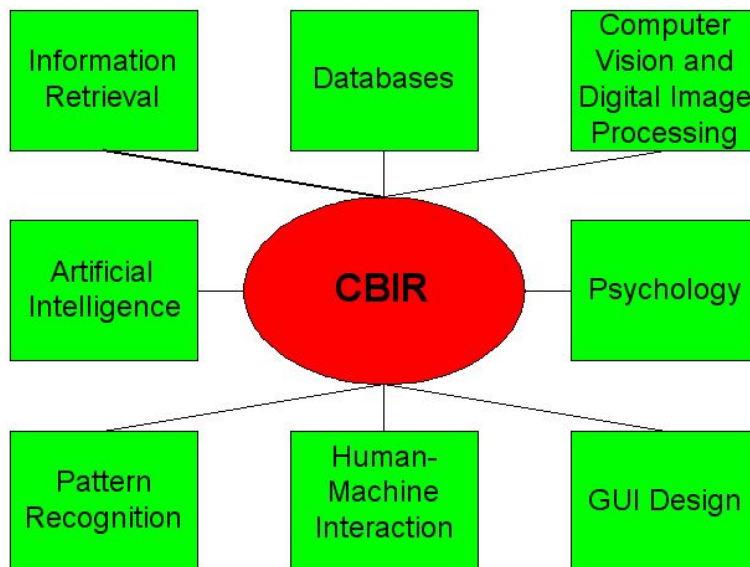 Information
Retrieval
Databases
Computer
Vision and
Digital Image
Processing
Artificial
Intelligence
CBIR
Psychology
Pattern
Recognition
Human-
Machine
Interaction
GUI Design